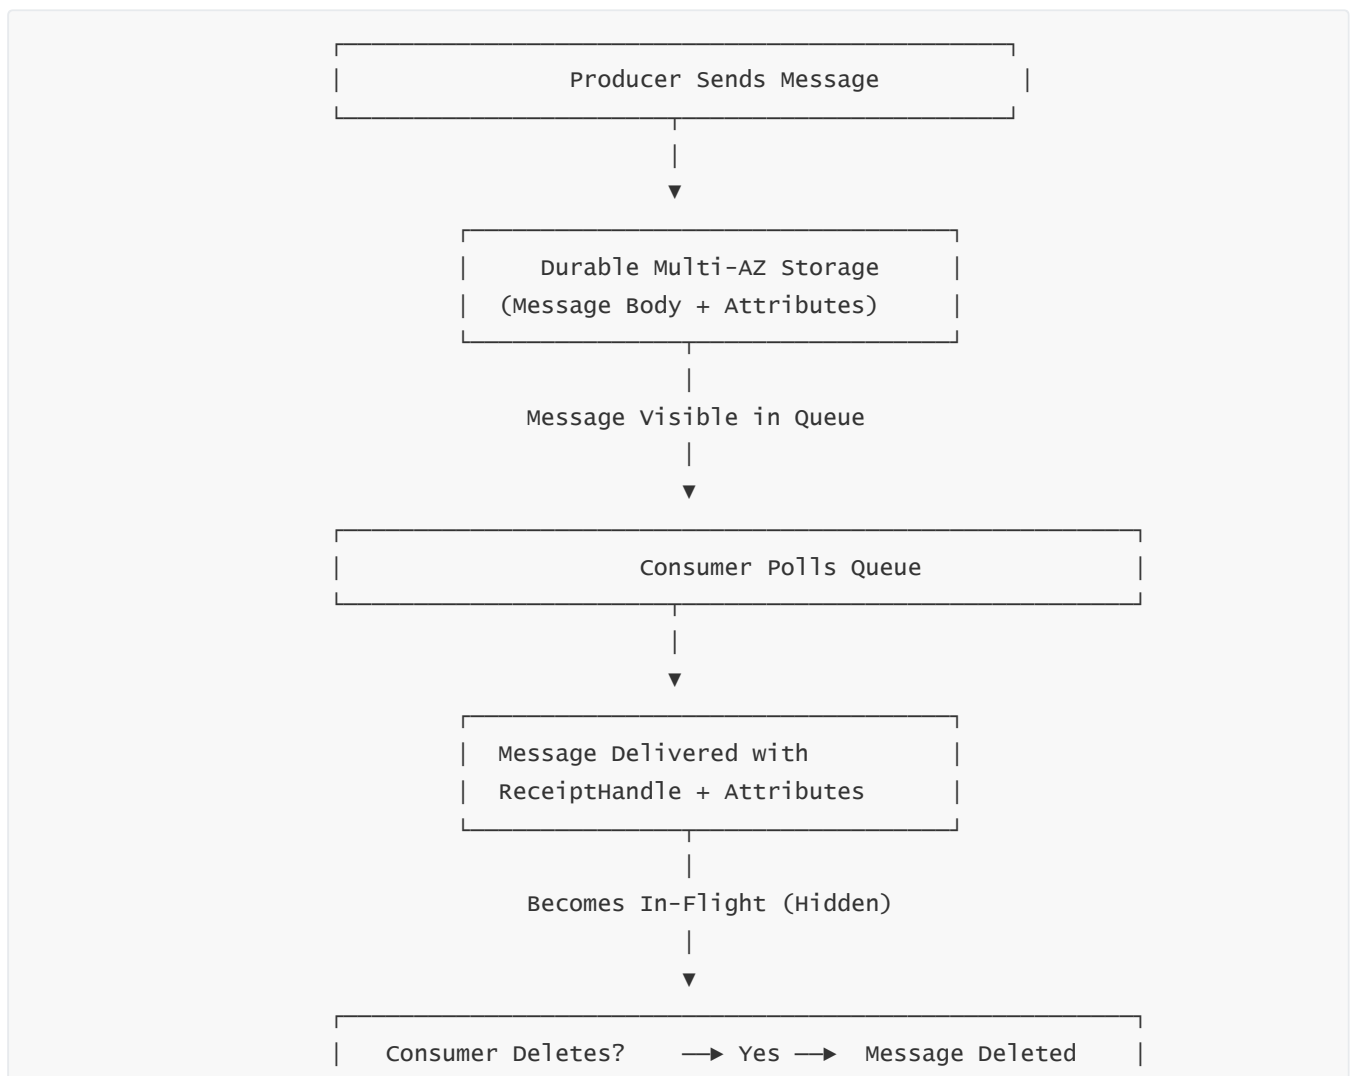 Producer Sends Message
Durable Multi-AZ Storage
(Message Body + Attributes)
Message Visible in Queue
Consumer Polls Queue
Message Delivered with
ReceiptHandle + Attributes
Becomes In-Flight (Hidden)
Consumer Deletes? ──► Yes ──► Message Deleted